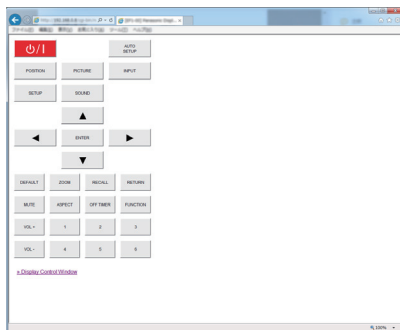 AUTO
SETUP
POSITION PICTURE INPUT
SETUP SOUND
ENTER
DEFAULT ZOOM RECALL RETURN
MUTE ASPECT OFF TIMER FUNCTION
VOL + 1 2 3
VOL - 4 5 6
» Display Control Window
100%